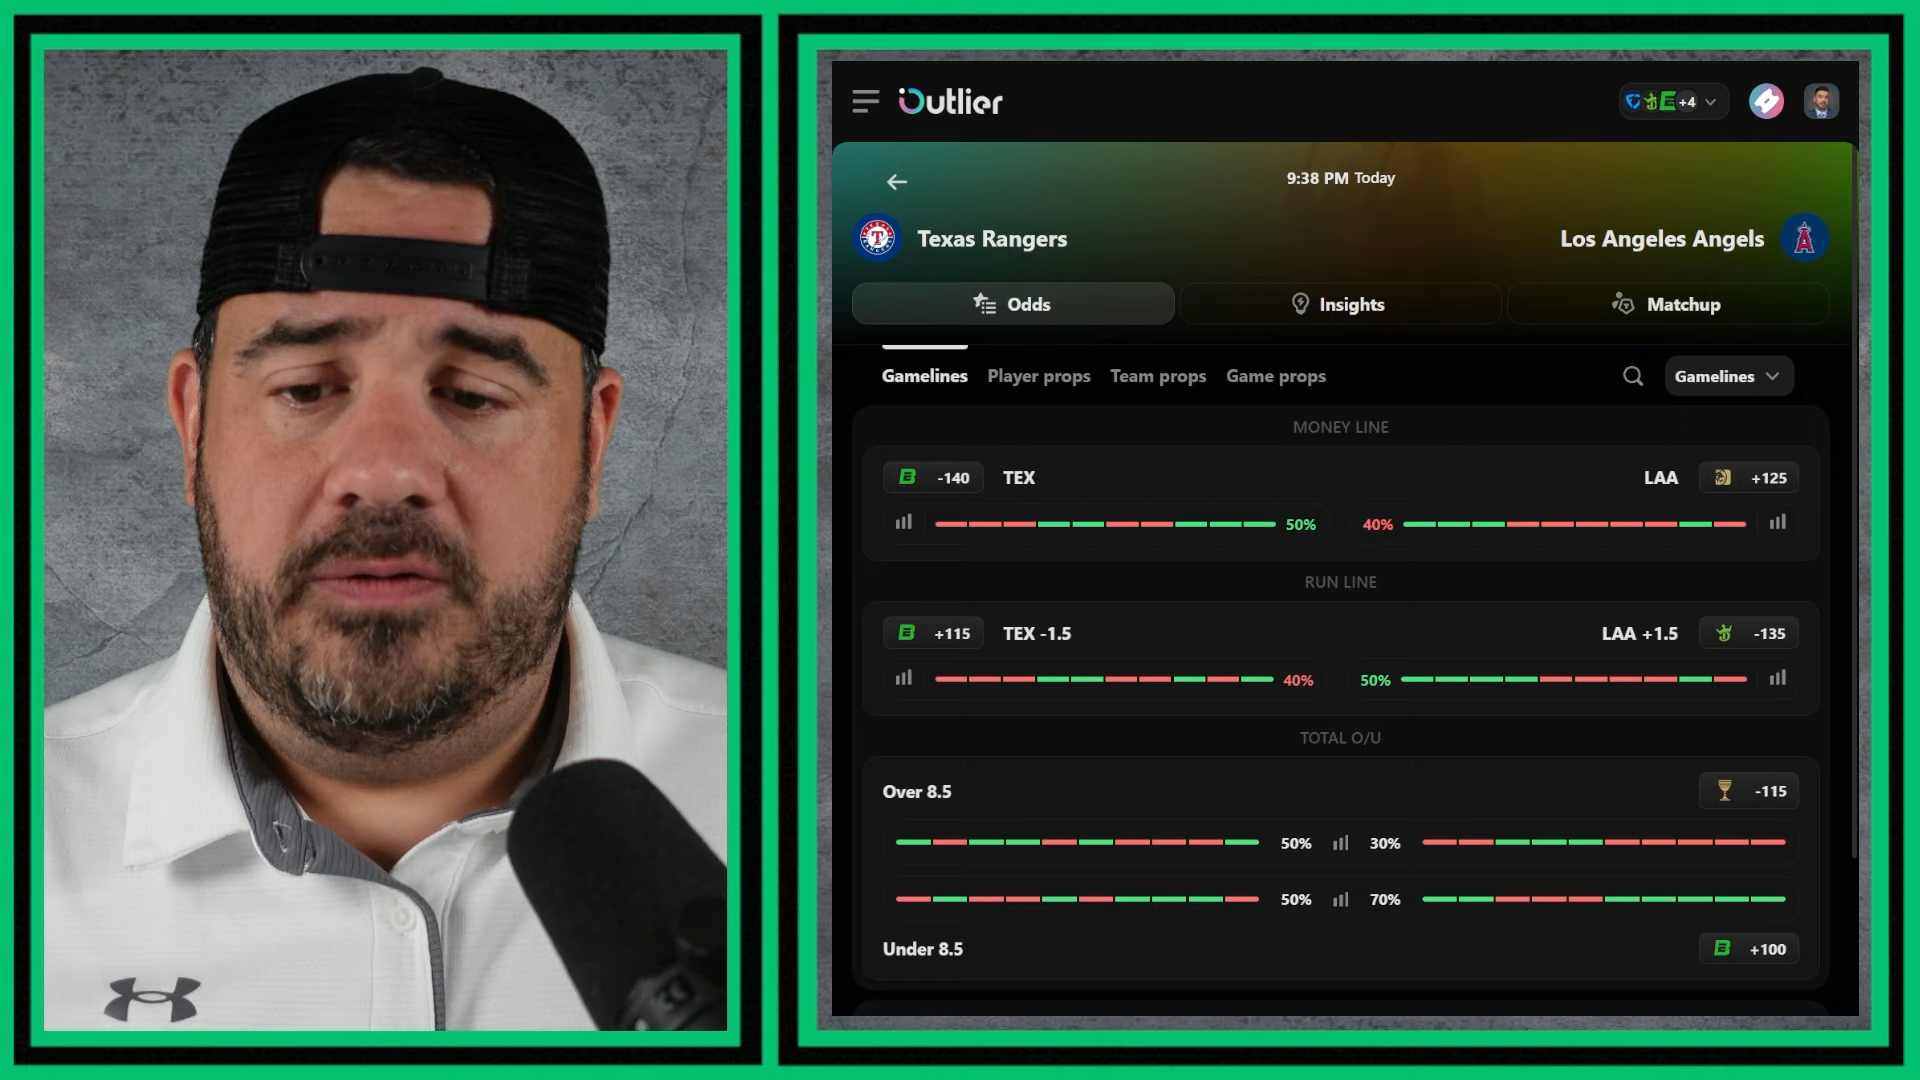 Outlier
+4
9:38 PM Today
Texas Rangers
Los Angeles Angels
Odds
Insights
Matchup
Gamelines
Player props
Team props
Game props
Gamelines
MONEY LINE
-140 TEX
LAA +125
50%
40%
RUN LINE
+115 TEX -1.5
LAA +1.5 -135
40%
50%
TOTAL O/U
Over 8.5
-115
50% 30%
50% 70%
Under 8.5
+100